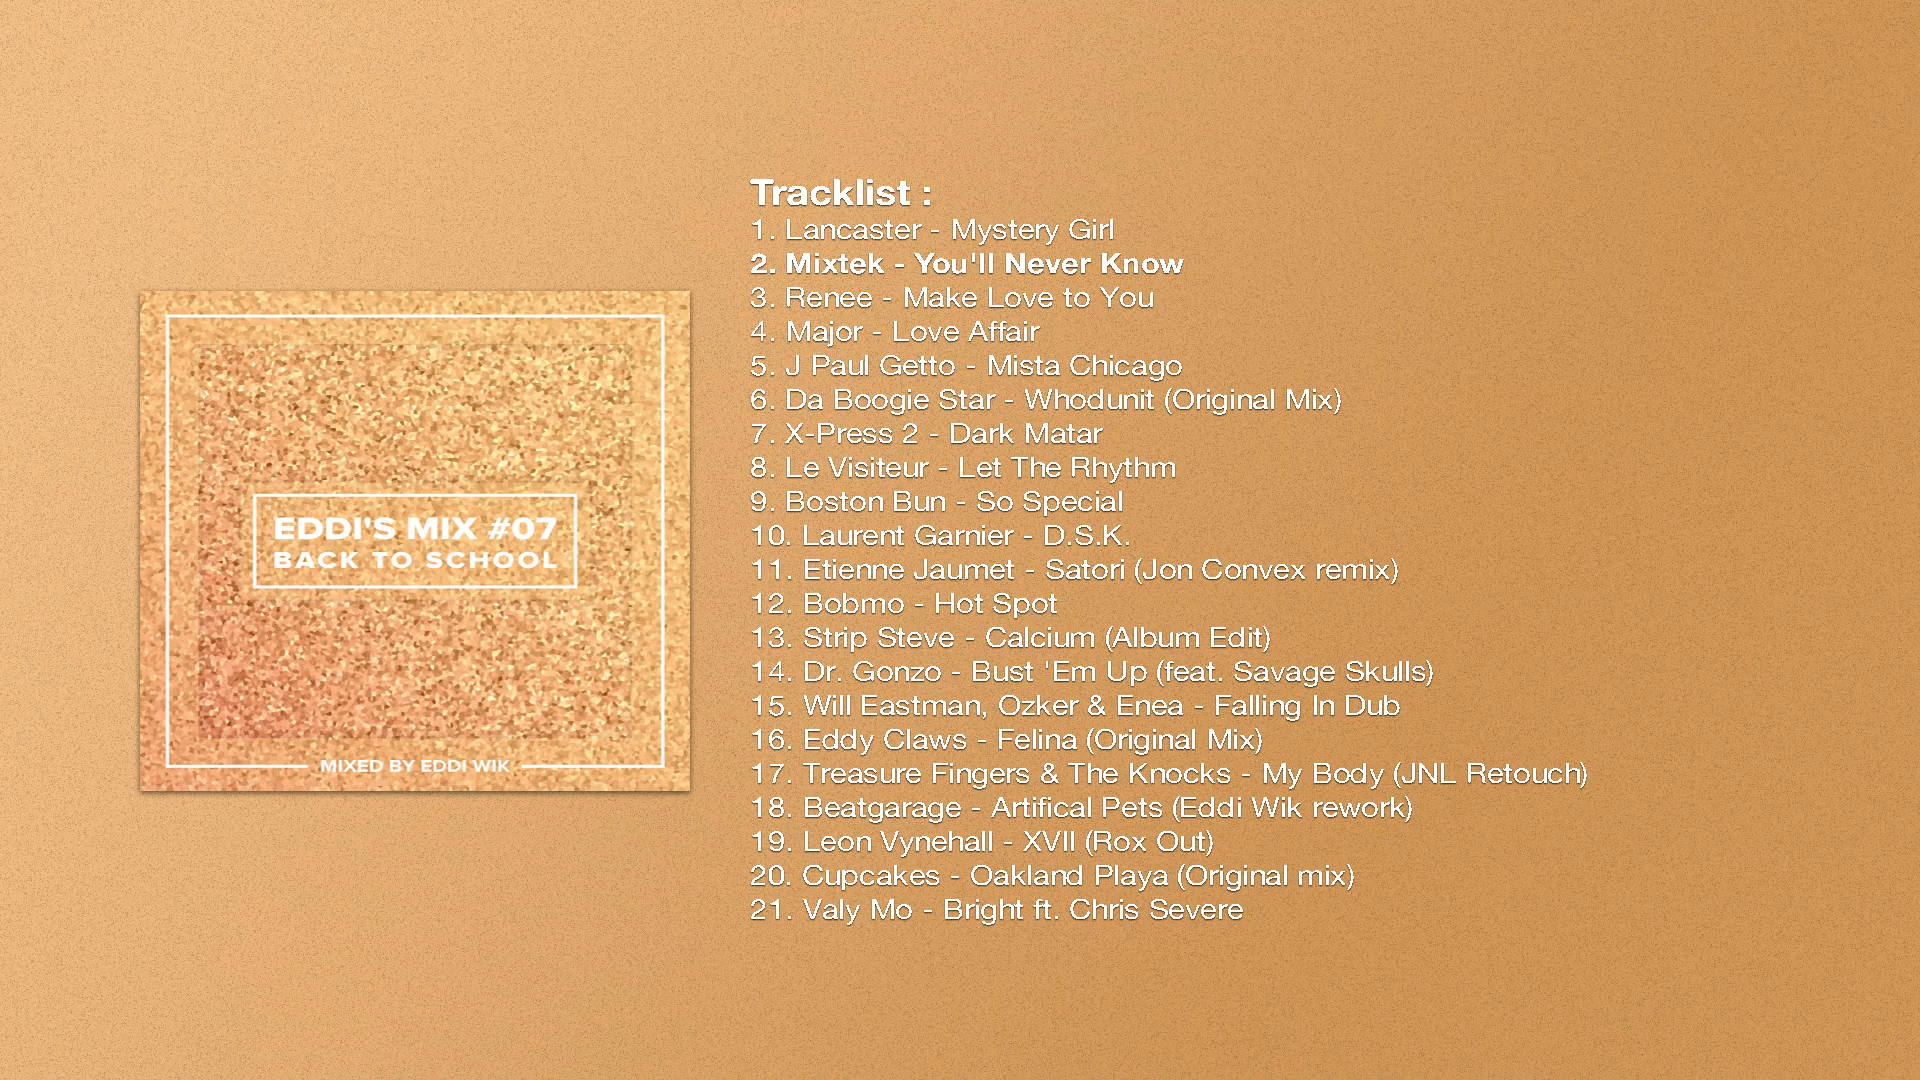 EDDI'S MIX #07
BACK TO SCHOOL
MIXED BY EDDI WIK
Tracklist :
1. Lancaster - Mystery Girl
2. Mixtek - You'll Never Know
3. Renee - Make Love to You
4. Major - Love Affair
5. J Paul Getto - Mista Chicago
6. Da Boogie Star - Whodunit (Original Mix)
7. X-Press 2 - Dark Matar
8. Le Visiteur - Let The Rhythm
9. Boston Bun - So Special
10. Laurent Garnier - D.S.K.
11. Etienne Jaumet - Satori (Jon Convex remix)
12. Bobmo - Hot Spot
13. Strip Steve - Calcium (Album Edit)
14. Dr. Gonzo - Bust 'Em Up (feat. Savage Skulls)
15. Will Eastman, Ozker & Enea - Falling In Dub
16. Eddy Claws - Felina (Original Mix)
17. Treasure Fingers & The Knocks - My Body (JNL Retouch)
18. Beatgarage - Artifical Pets (Eddi Wik rework)
19. Leon Vynehall - XVII (Rox Out)
20. Cupcakes - Oakland Playa (Original mix)
21. Valy Mo - Bright ft. Chris Severe